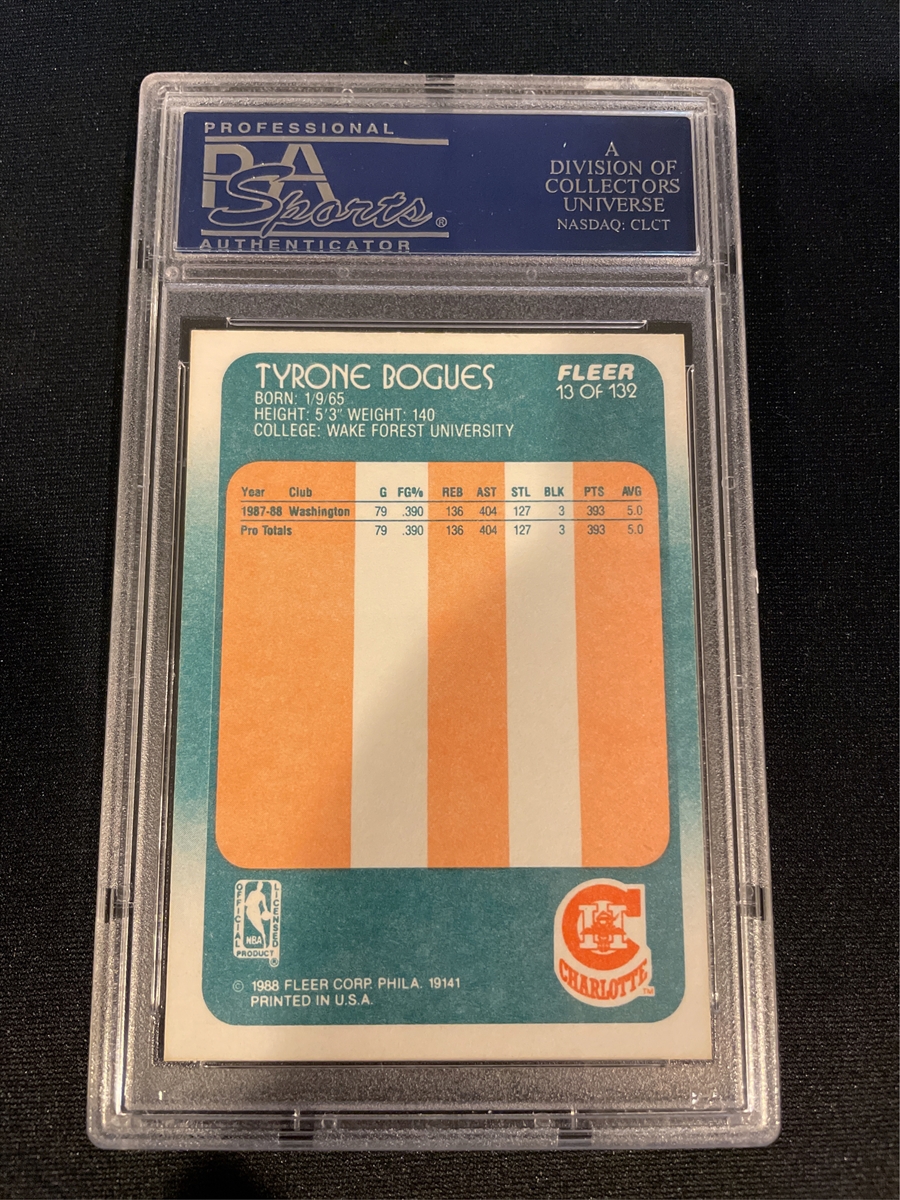 PROFESSIONAL
PSA
Sports®
AUTHENTICATOR
A
DIVISION OF
COLLECTORS
UNIVERSE
NASDAQ: CLCT
TYRONE BOGUES
FLEER
13 OF 132
BORN: 1/9/65
HEIGHT: 5'3" WEIGHT: 140
COLLEGE: WAKE FOREST UNIVERSITY
Year Club G FG% REB AST STL BLK PTS AVG
1987-88 Washington 79 .390 136 404 127 3 393 5.0
Pro Totals 79 .390 136 404 127 3 393 5.0
OFFICIAL LICENSED
NBA
PRODUCT ®
© 1988 FLEER CORP. PHILA. 19141
PRINTED IN U.S.A.
CHARLOTTE™